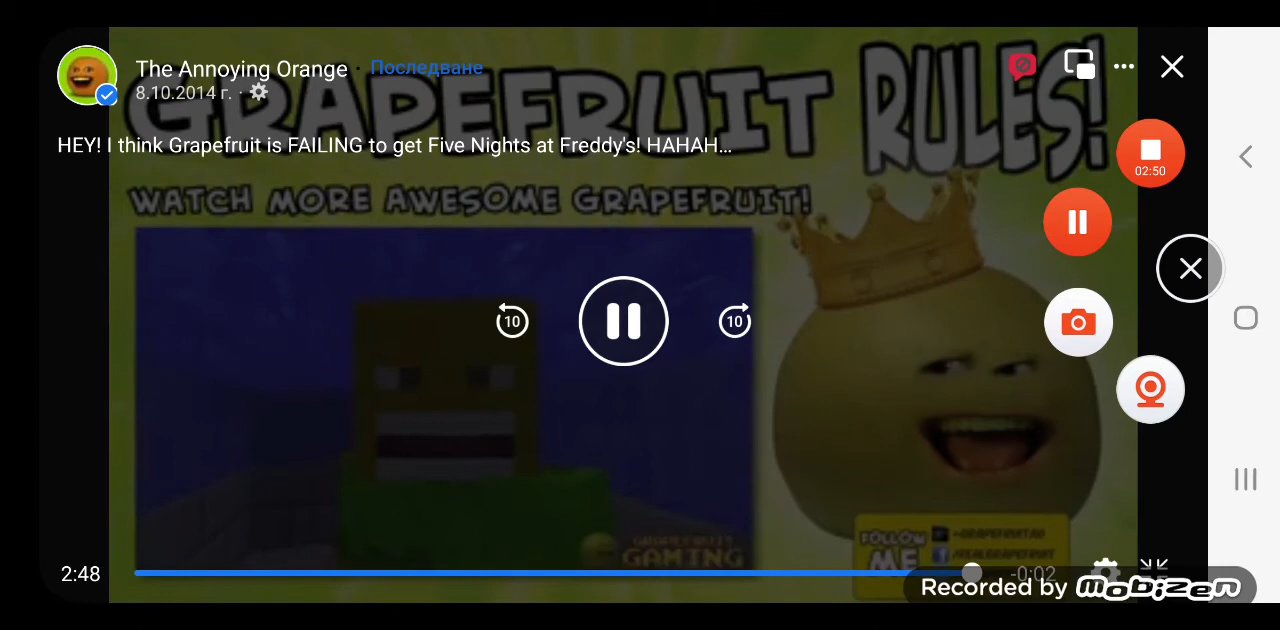 GRAPEFRUIT RULES!
The Annoying Orange · Последване
8.10.2014 г. ·
HEY! I think Grapefruit is FAILING to get Five Nights at Freddy's! HAHAH...
02:50
WATCH MORE AWESOME GRAPEFRUIT!
10
10
GRAPEFRUIT
GAMING
FOLLOW
ME
2:48
-0:02
Recorded by mobizen